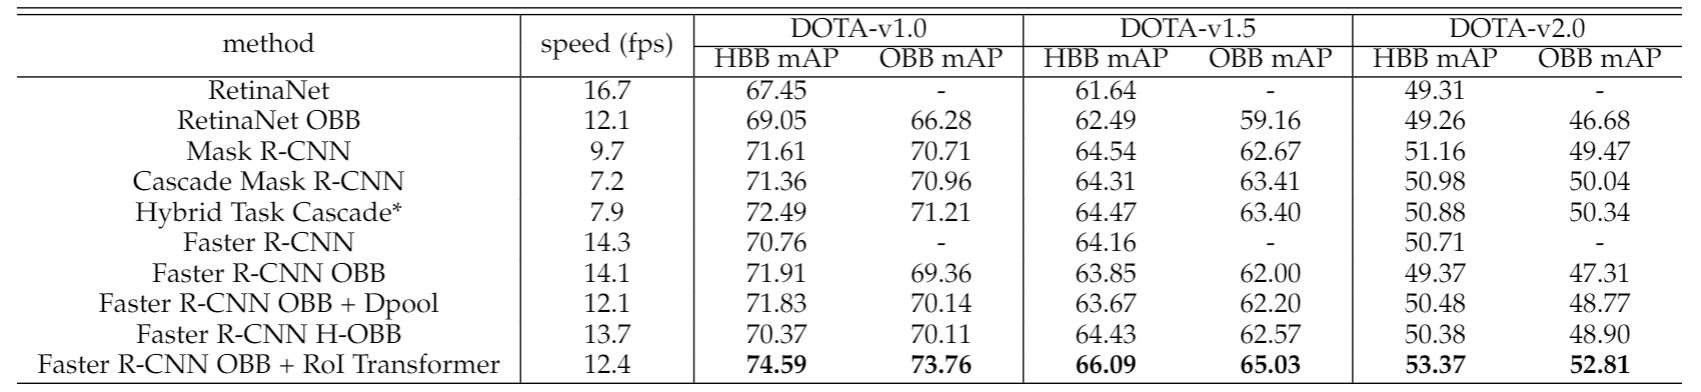 method speed (fps) DOTA-v1.0 DOTA-v1.5 DOTA-v2.0
HBB mAP OBB mAP HBB mAP OBB mAP HBB mAP OBB mAP
RetinaNet 16.7 67.45 - 61.64 - 49.31 -
RetinaNet OBB 12.1 69.05 66.28 62.49 59.16 49.26 46.68
Mask R-CNN 9.7 71.61 70.71 64.54 62.67 51.16 49.47
Cascade Mask R-CNN 7.2 71.36 70.96 64.31 63.41 50.98 50.04
Hybrid Task Cascade* 7.9 72.49 71.21 64.47 63.40 50.88 50.34
Faster R-CNN 14.3 70.76 - 64.16 - 50.71 -
Faster R-CNN OBB 14.1 71.91 69.36 63.85 62.00 49.37 47.31
Faster R-CNN OBB + Dpool 12.1 71.83 70.14 63.67 62.20 50.48 48.77
Faster R-CNN H-OBB 13.7 70.37 70.11 64.43 62.57 50.38 48.90
Faster R-CNN OBB + RoI Transformer 12.4 74.59 73.76 66.09 65.03 53.37 52.81